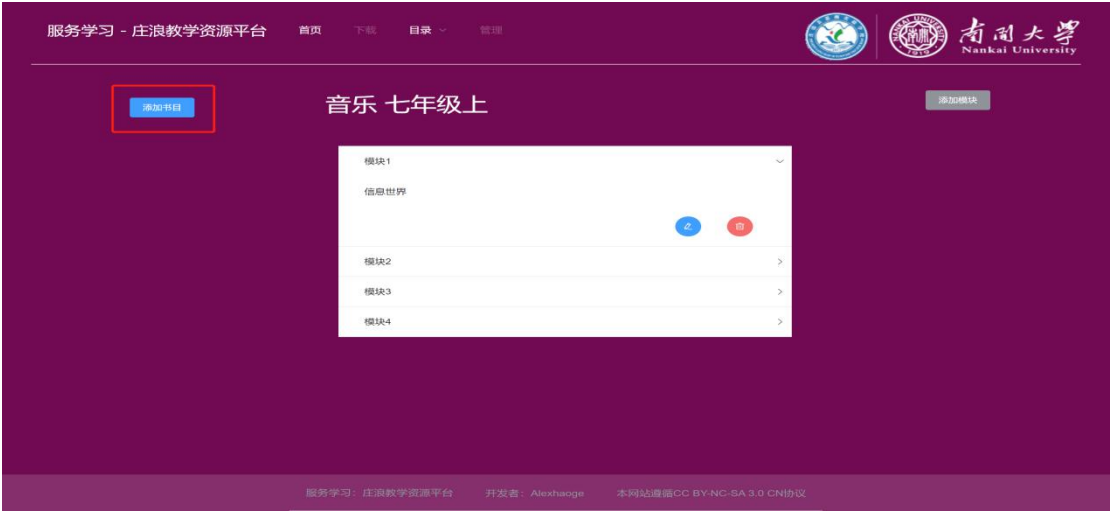 服务学习 - 庄浪教学资源平台 首页 下载 目录 管理
南开大学
Nankai University
添加书目
音乐 七年级上
添加模块
模块1
信息世界
模块2
模块3
模块4
服务学习：庄浪教学资源平台 开发者：Alexhaoge 本网站遵循CC BY-NC-SA 3.0 CN协议